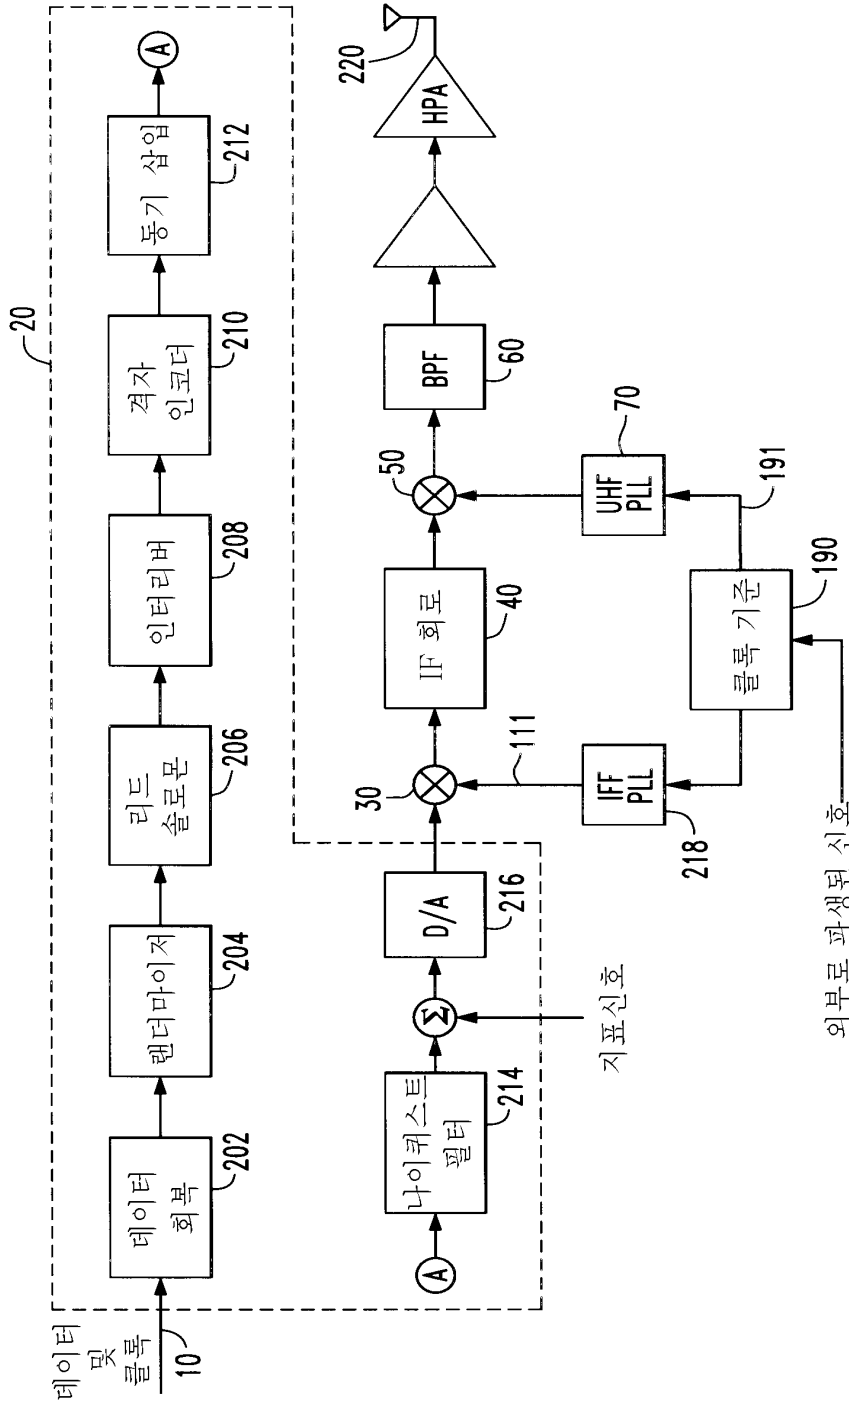 20
데이터
및
클록
10
데이터
회복
202
랜더마이저
204
리드
솔로몬
206
인터리버
208
격자
인코더
210
동기 삽입
212
A
A
나이퀴스트
필터
214
Σ
지표신호
D/A
216
30
111
IFF
PLL
218
IF 회로
40
50
UHF
PLL
70
191
클록 기준
190
외부로 파생된 신호
BPF
60
HPA
220